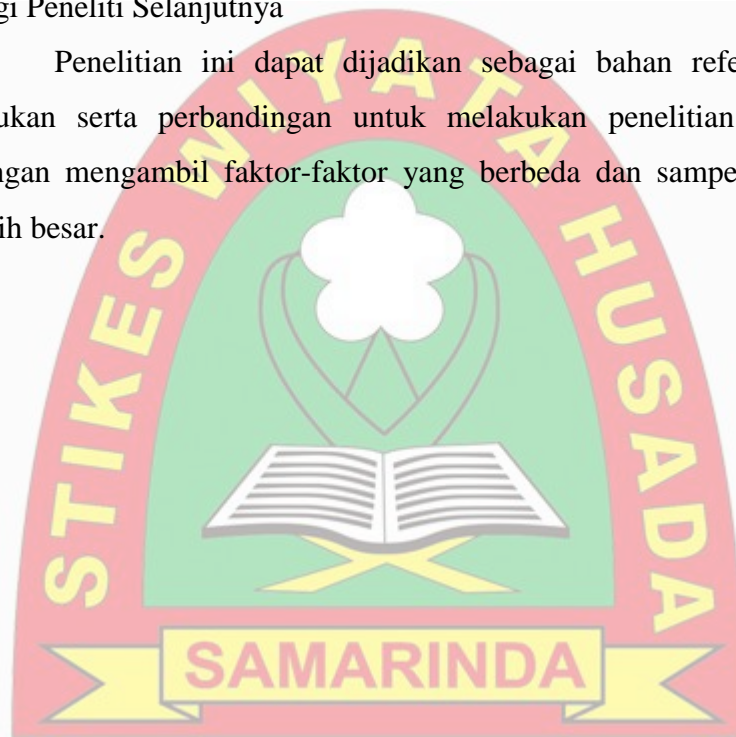 gi Peneliti Selanjutnya
Penelitian ini dapat dijadikan sebagai bahan refe
ukan serta perbandingan untuk melakukan penelitian
ngan mengambil faktor-faktor yang berbeda dan sampe
ih besar.
STIKES WIYATA HUSADA
SAMARINDA